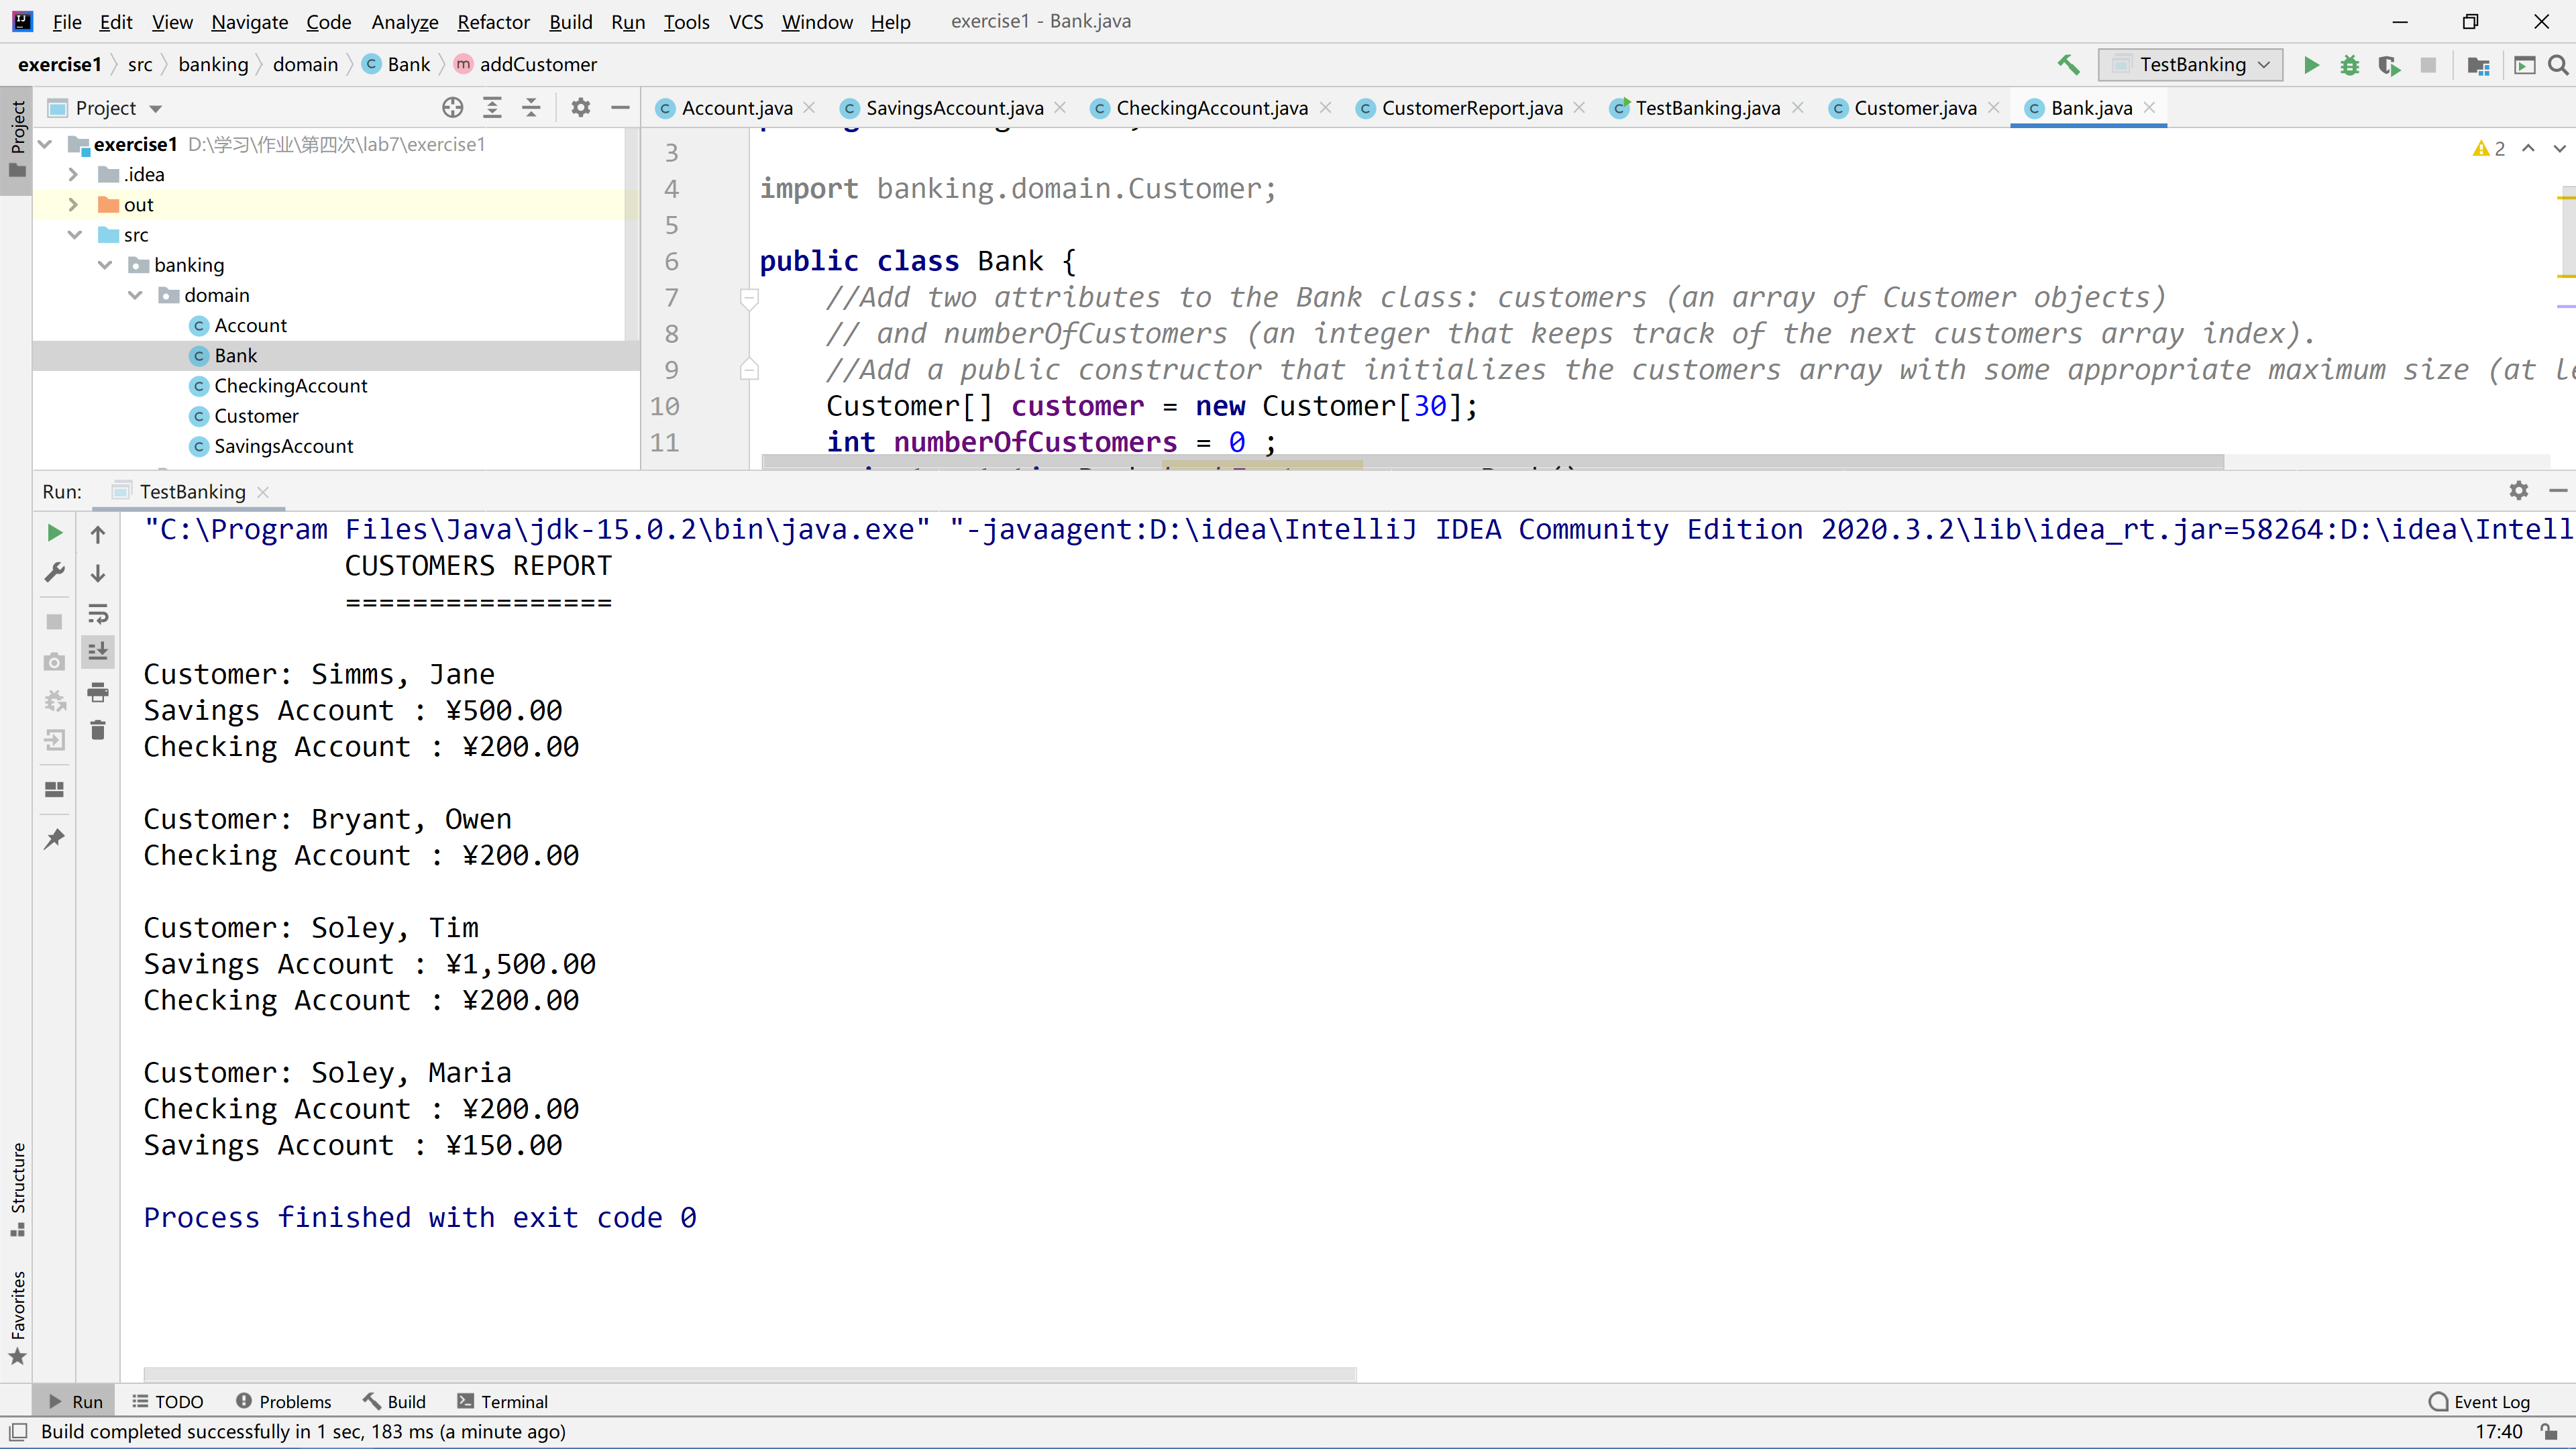 File Edit View Navigate Code Analyze Refactor Build Run Tools VCS Window Help exercise1 - Bank.java
exercise1 src banking domain Bank addCustomer TestBanking
Project Account.java SavingsAccount.java CheckingAccount.java CustomerReport.java TestBanking.java Customer.java Bank.java
Project
exercise1 D:\学习\作业\第四次\lab7\exercise1
.idea
out
src
banking
domain
Account
Bank
CheckingAccount
Customer
SavingsAccount
2
3
4 import banking.domain.Customer;
5
6 public class Bank {
7 //Add two attributes to the Bank class: customers (an array of Customer objects)
8 // and numberOfCustomers (an integer that keeps track of the next customers array index).
9 //Add a public constructor that initializes the customers array with some appropriate maximum size (at
10 Customer[] customer = new Customer[30];
11 int numberOfCustomers = 0 ;
Run: TestBanking
"C:\Program Files\Java\jdk-15.0.2\bin\java.exe" "-javaagent:D:\idea\IntelliJ IDEA Community Edition 2020.3.2\lib\idea_rt.jar=58264:D:\idea\Intell
CUSTOMERS REPORT
================
Customer: Simms, Jane
Savings Account : ¥500.00
Checking Account : ¥200.00
Customer: Bryant, Owen
Checking Account : ¥200.00
Customer: Soley, Tim
Savings Account : ¥1,500.00
Checking Account : ¥200.00
Customer: Soley, Maria
Checking Account : ¥200.00
Savings Account : ¥150.00
Process finished with exit code 0
Structure
Favorites
Run TODO Problems Build Terminal Event Log
Build completed successfully in 1 sec, 183 ms (a minute ago) 17:40